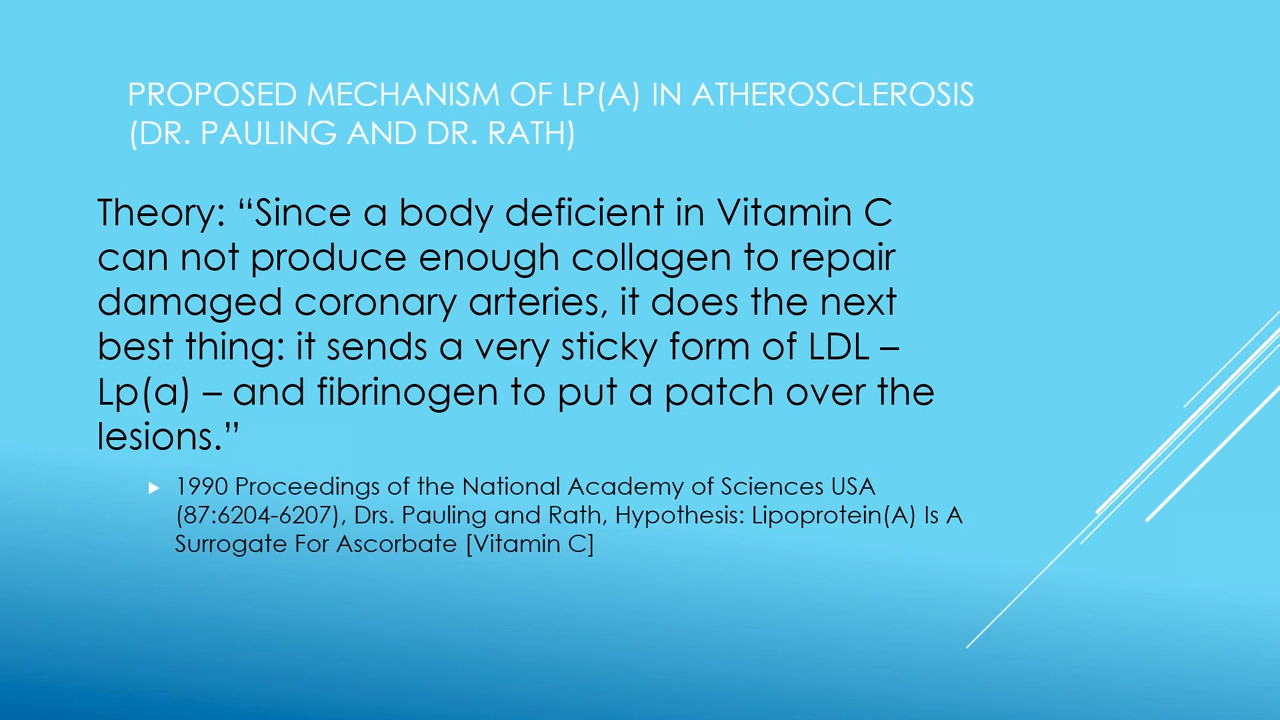 PROPOSED MECHANISM OF LP(A) IN ATHEROSCLEROSIS
(DR. PAULING AND DR. RATH)
Theory: “Since a body deficient in Vitamin C
can not produce enough collagen to repair
damaged coronary arteries, it does the next
best thing: it sends a very sticky form of LDL –
Lp(a) – and fibrinogen to put a patch over the
lesions.”
1990 Proceedings of the National Academy of Sciences USA
(87:6204-6207), Drs. Pauling and Rath, Hypothesis: Lipoprotein(A) Is A
Surrogate For Ascorbate [Vitamin C]